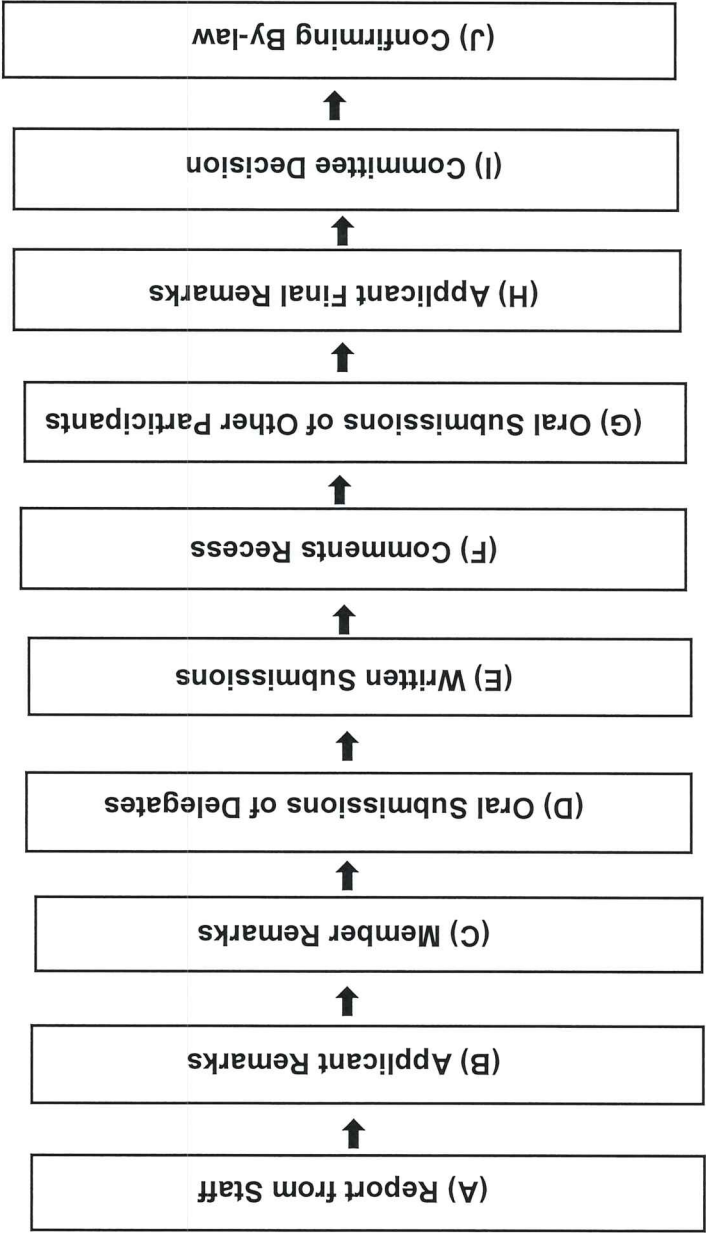 (A) Report from Staff
(B) Applicant Remarks
(C) Member Remarks
(D) Oral Submissions of Delegates
(E) Written Submissions
(F) Comments Recess
(G) Oral Submissions of Other Participants
(H) Applicant Final Remarks
(I) Committee Decision
(J) Confirming By-law